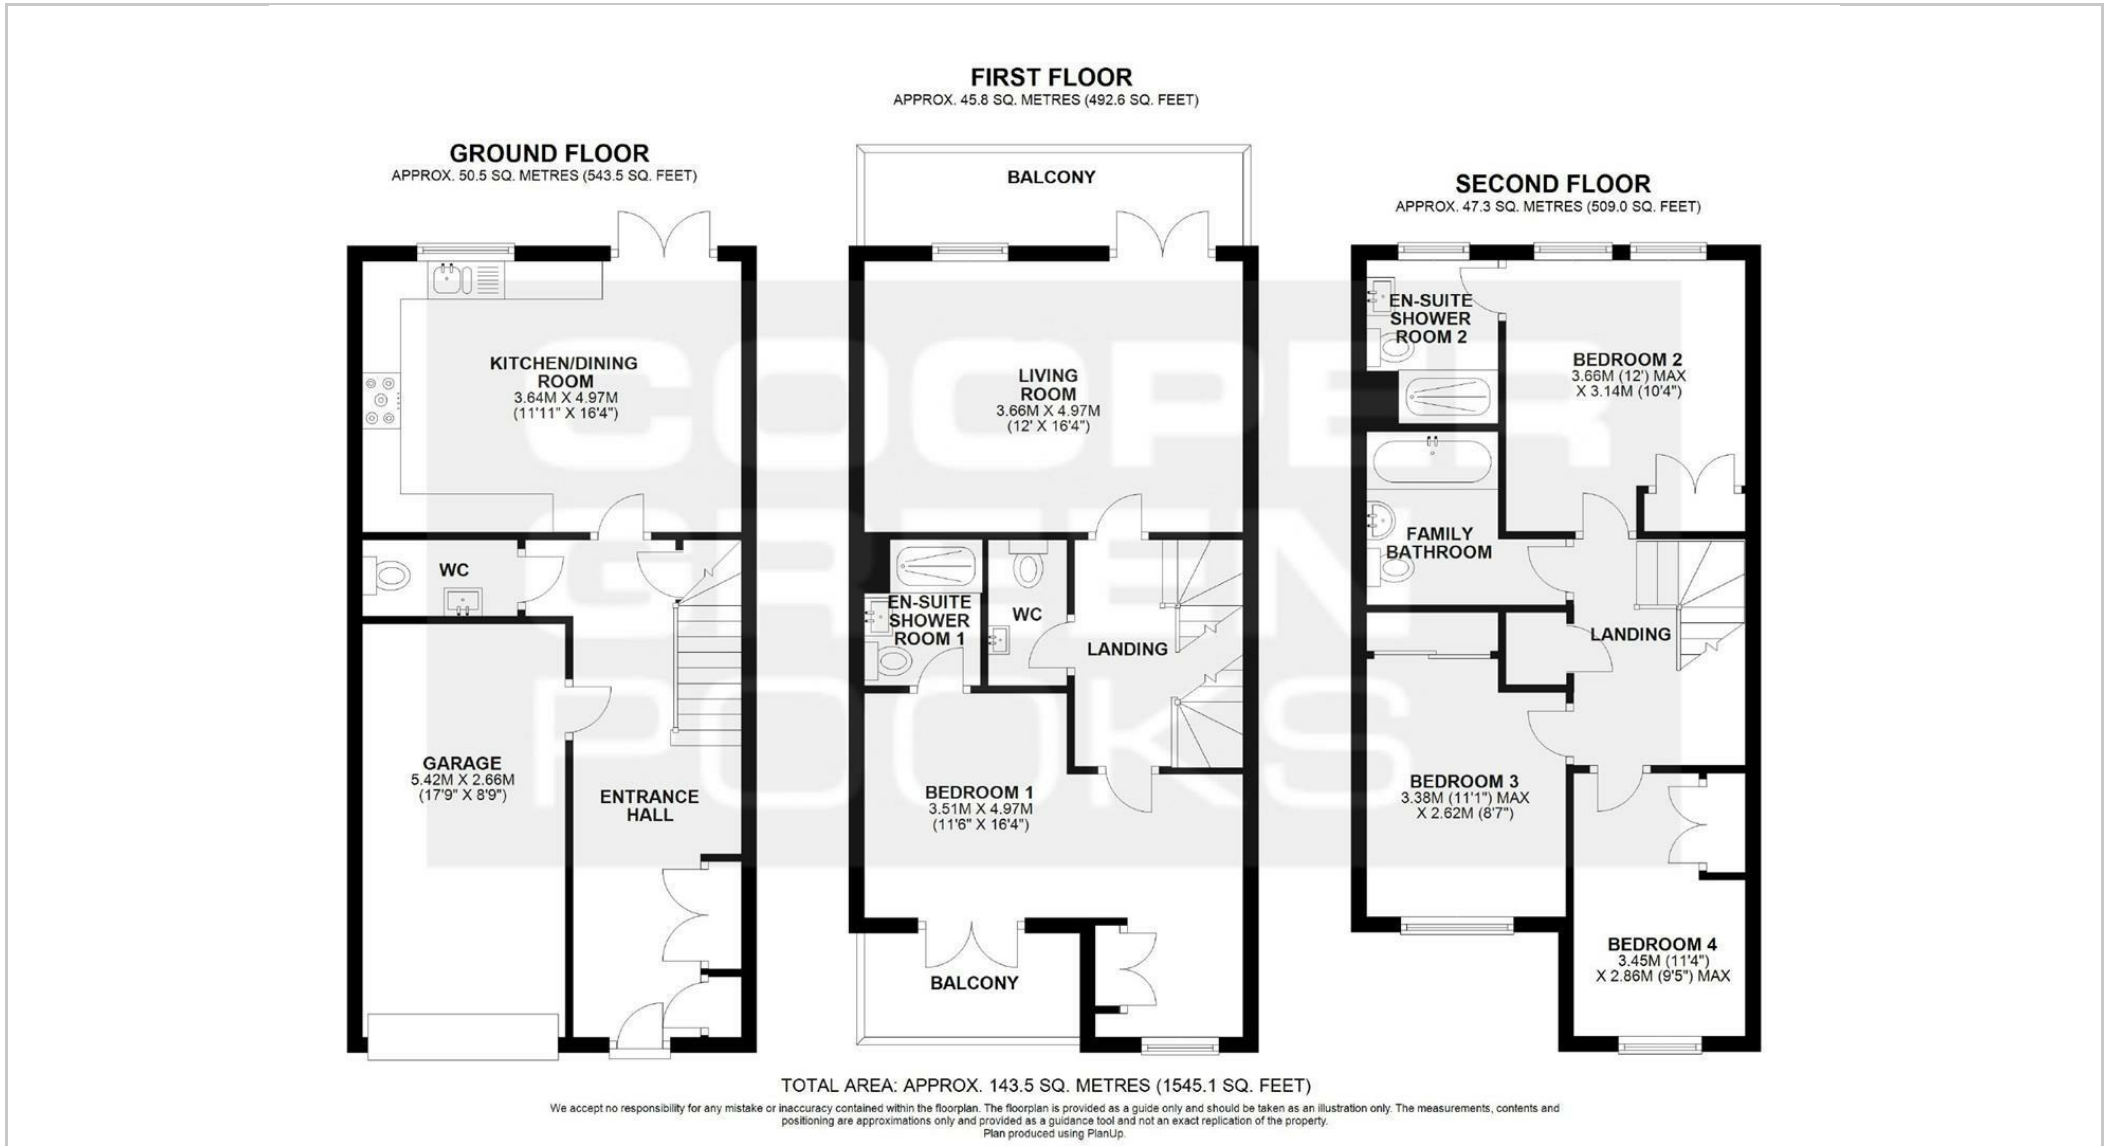 FIRST FLOOR
APPROX. 45.8 SQ. METRES (492.6 SQ. FEET)
GROUND FLOOR
APPROX. 50.5 SQ. METRES (543.5 SQ. FEET)
BALCONY
SECOND FLOOR
APPROX. 47.3 SQ. METRES (509.0 SQ. FEET)
KITCHEN/DINING
ROOM
3.64M X 4.97M
(11'11" X 16'4")
WC
GARAGE
5.42M X 2.66M
(17'9" X 8'9")
ENTRANCE
HALL
LIVING
ROOM
3.66M X 4.97M
(12' X 16'4")
EN-SUITE
SHOWER
ROOM 1
WC
LANDING
BEDROOM 1
3.51M X 4.97M
(11'6" X 16'4")
BALCONY
EN-SUITE
SHOWER
ROOM 2
BEDROOM 2
3.66M (12') MAX
X 3.14M (10'4")
FAMILY
BATHROOM
LANDING
BEDROOM 3
3.38M (11'1") MAX
X 2.62M (8'7")
BEDROOM 4
3.45M (11'4")
X 2.86M (9'5") MAX
COOPER
GREEN
POOKS
TOTAL AREA: APPROX. 143.5 SQ. METRES (1545.1 SQ. FEET)
We accept no responsibility for any mistake or inaccuracy contained within the floorplan. The floorplan is provided as a guide only and should be taken as an illustration only. The measurements, contents and
positioning are approximations only and provided as a guidance tool and not an exact replication of the property.
Plan produced using PlanUp.